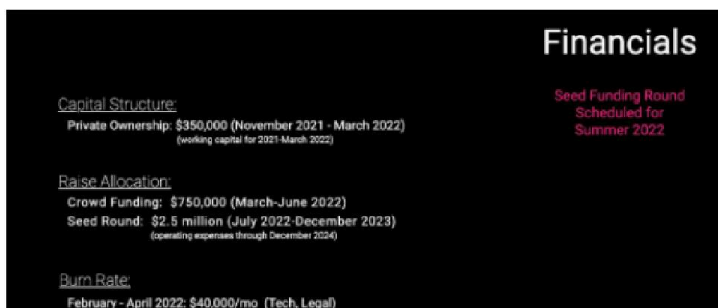 Financials
Seed Funding Round
Scheduled for
Summer 2022
Capital Structure:
Private Ownership: $350,000 (November 2021 - March 2022)
(working capital for 2021-March 2022)
Raise Allocation:
Crowd Funding: $750,000 (March-June 2022)
Seed Round: $2.5 million (July 2022-December 2023)
(operating expenses through December 2024)
Burn Rate:
February - April 2022: $40,000/mo (Tech, Legal)